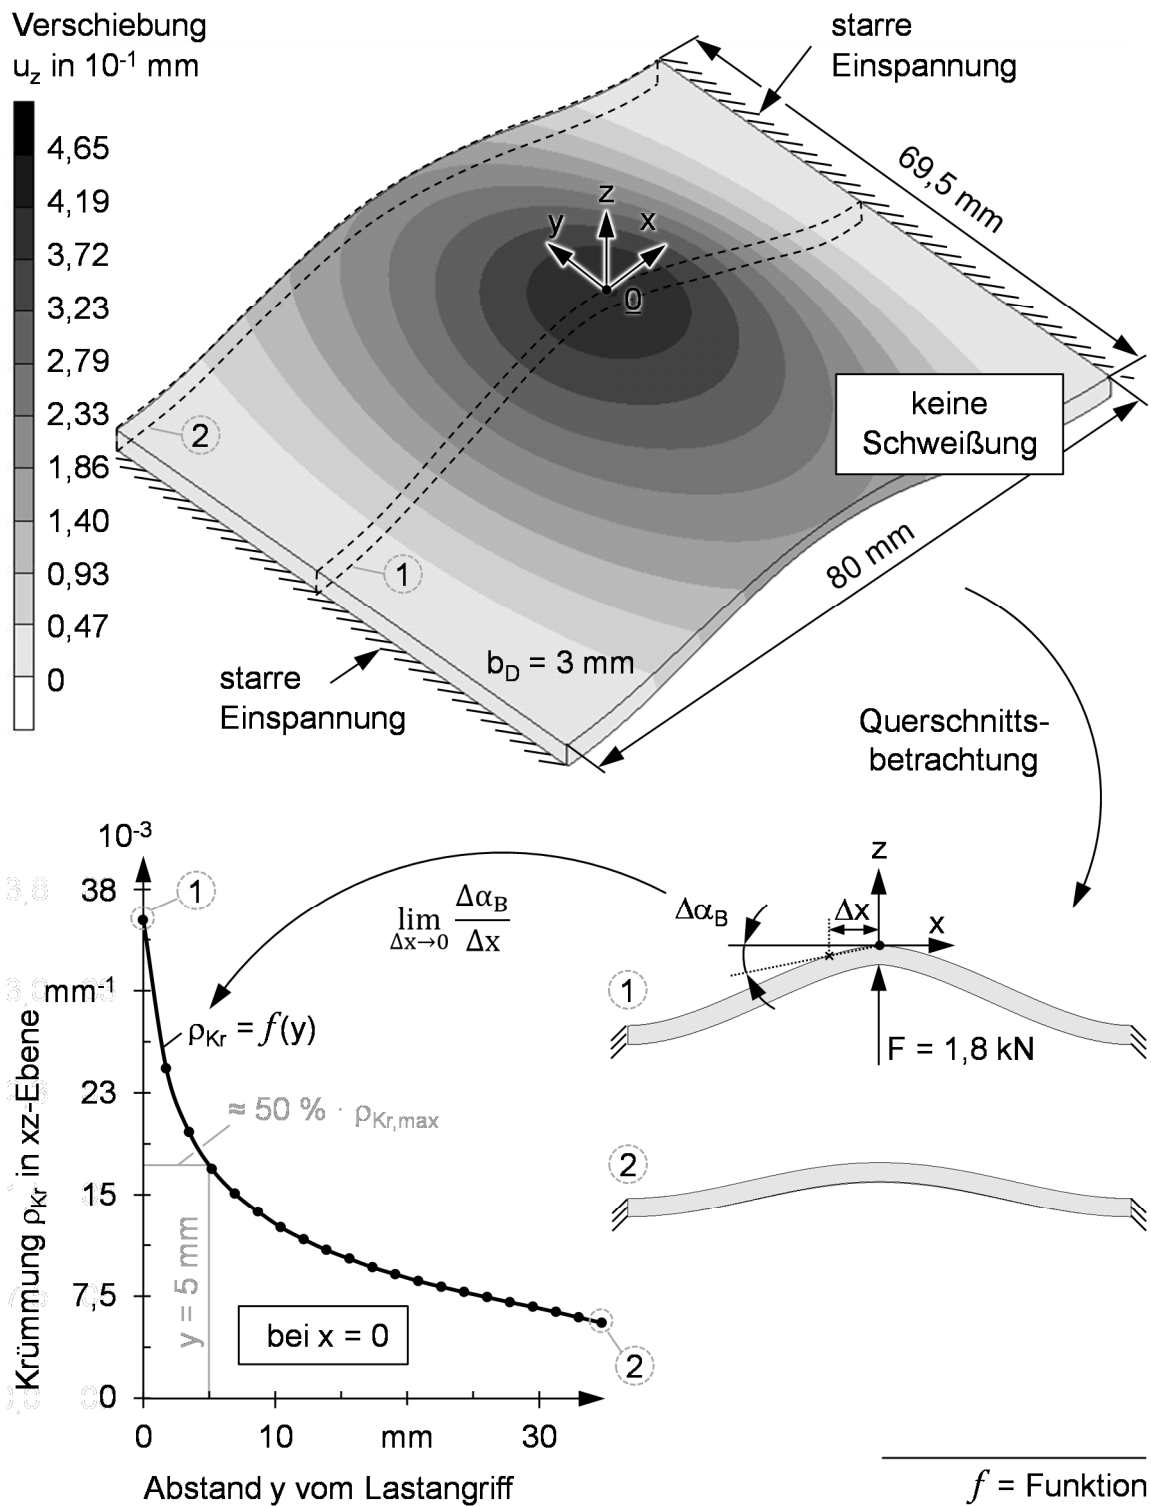 Verschiebung
u_z in 10⁻¹ mm
4,65
4,19
3,72
3,23
2,79
2,33
1,86
1,40
0,93
0,47
0
starre
Einspannung
69,5 mm
z
y
x
0
keine
Schweißung
2
1
80 mm
b_D = 3 mm
starre
Einspannung
Querschnitts-
betrachtung
10⁻³
38
mm⁻¹
23
15
7,5
0
Krümmung ρ_Kr in xz-Ebene
1
lim Δx→0 Δα_B/Δx
ρ_Kr = f(y)
≈ 50 % · ρ_Kr,max
y = 5 mm
bei x = 0
2
0
10
mm
30
Abstand y vom Lastangriff
z
Δα_B
Δx
x
1
F = 1,8 kN
2
f = Funktion